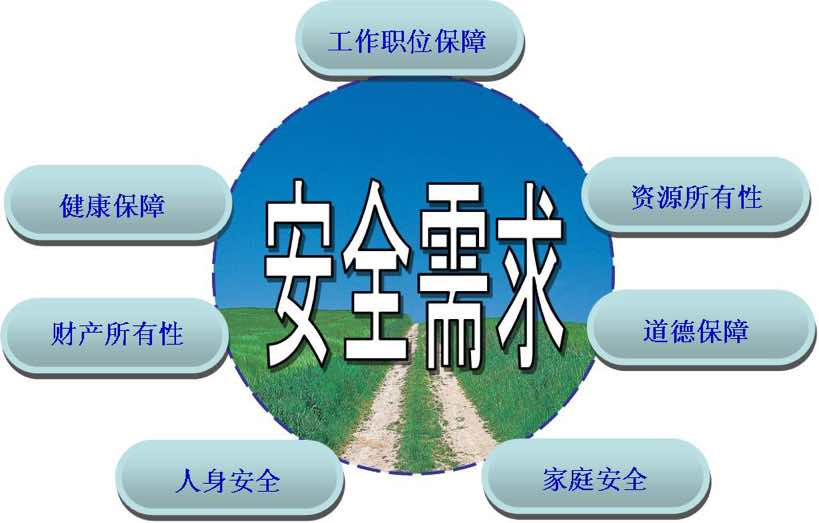 工作职位保障
健康保障
资源所有性
安全需求
财产所有性
道德保障
人身安全
家庭安全